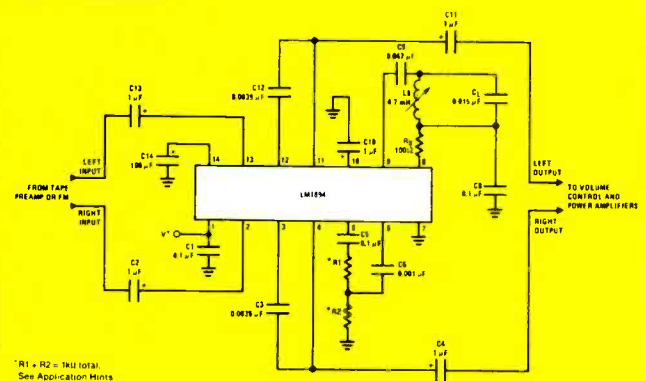 C11
1 µF
C9
0.047 µF
C12
0.0039 µF
L8
4.7 mH
CL
0.015 µF
C13
1 µF
C10
1 µF
C14
100 µF
R8
100Ω
LEFT
INPUT
LEFT
OUTPUT
14
13
12
11
10
9
8
C8
0.1 µF
FROM TAPE
PREAMP OR FM
LM1894
TO VOLUME
CONTROL AND
POWER AMPLIFIERS
RIGHT
INPUT
RIGHT
OUTPUT
V+
1
2
3
4
5
6
7
C1
0.1 µF
C5
0.1 µF
*R1
C6
0.001 µF
C2
1 µF
C3
0.0039 µF
*R2
C4
1 µF
*R1 + R2 = 1kΩ total.
See Application Hints